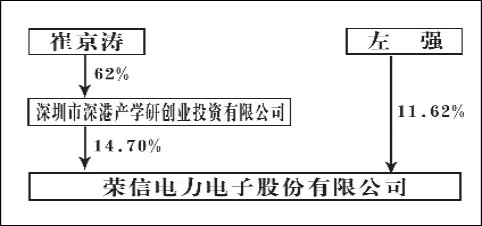 崔京涛
左 强
62%
深圳市深港产学研创业投资有限公司
11.62%
14.70%
荣信电力电子股份有限公司